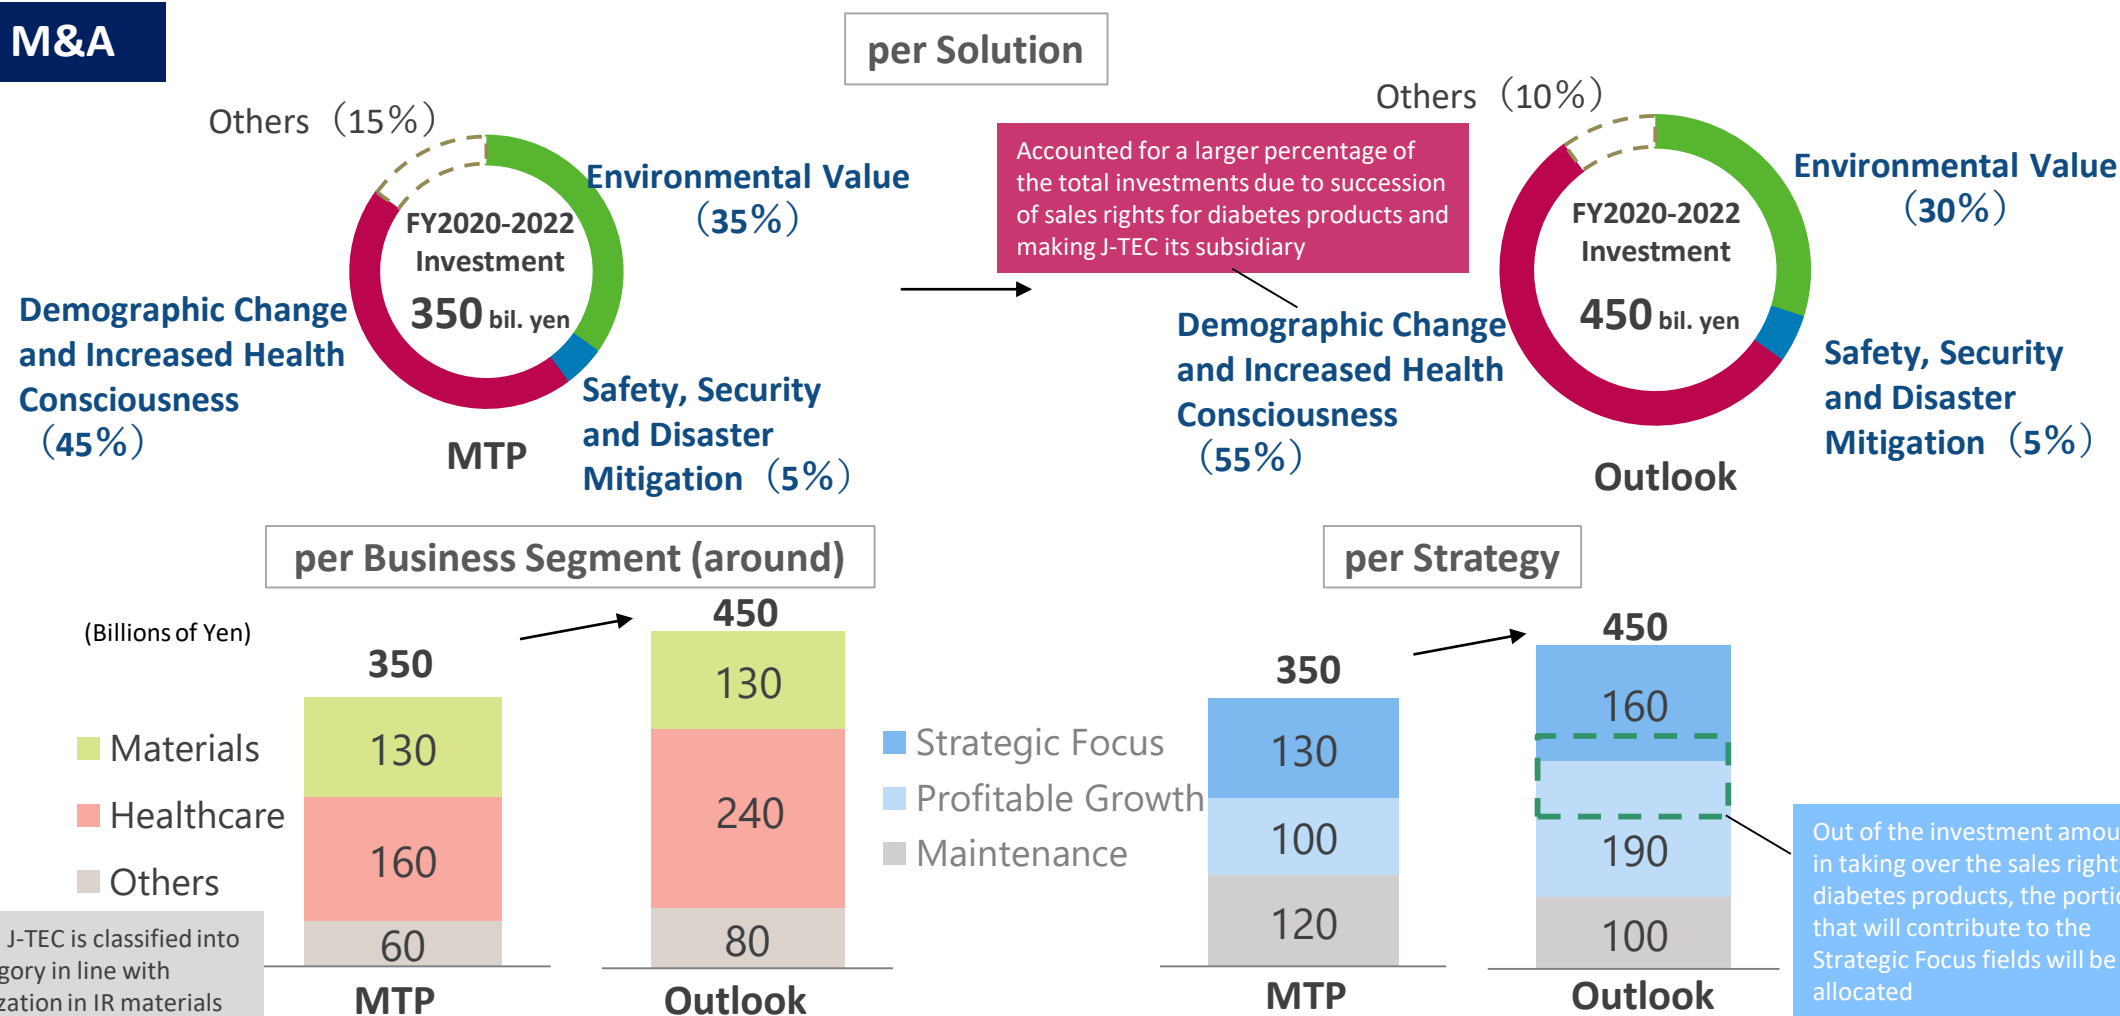 M&A
per Solution
Others（15%）
Environmental Value
（35%）
FY2020-2022
Investment
350 bil. yen
Demographic Change
and Increased Health
Consciousness
（45%）
Safety, Security
and Disaster
Mitigation（5%）
MTP
Accounted for a larger percentage of
the total investments due to succession
of sales rights for diabetes products and
making J-TEC its subsidiary
Others（10%）
Environmental Value
（30%）
FY2020-2022
Investment
450 bil. yen
Demographic Change
and Increased Health
Consciousness
（55%）
Safety, Security
and Disaster
Mitigation（5%）
Outlook
per Business Segment (around)
(Billions of Yen)
350
450
Materials
Healthcare
Others
130
160
60
130
240
80
J-TEC is classified into
in line with
in IR materials
MTP
Outlook
per Strategy
350
450
Strategic Focus
Profitable Growth
Maintenance
130
100
120
160
190
100
MTP
Outlook
Out of the investment
in taking over the sales
diabetes products, the
that will contribute to the
Strategic Focus fields will be
allocated